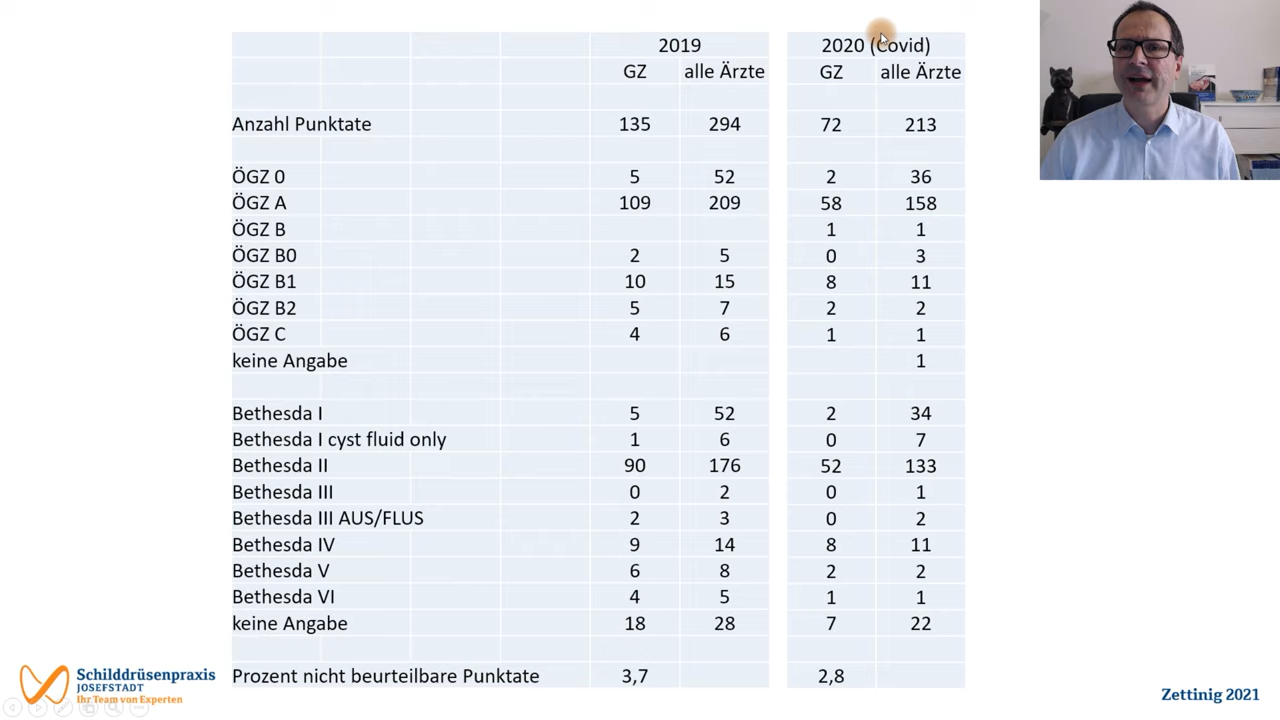 2019 2020 (Covid)
GZ alle Ärzte GZ alle Ärzte
Anzahl Punktate 135 294 72 213
ÖGZ 0 5 52 2 36
ÖGZ A 109 209 58 158
ÖGZ B 1 1
ÖGZ B0 2 5 0 3
ÖGZ B1 10 15 8 11
ÖGZ B2 5 7 2 2
ÖGZ C 4 6 1 1
keine Angabe 1
Bethesda I 5 52 2 34
Bethesda I cyst fluid only 1 6 0 7
Bethesda II 90 176 52 133
Bethesda III 0 2 0 1
Bethesda III AUS/FLUS 2 3 0 2
Bethesda IV 9 14 8 11
Bethesda V 6 8 2 2
Bethesda VI 4 5 1 1
keine Angabe 18 28 7 22
Prozent nicht beurteilbare Punktate 3,7 2,8
Schilddrüsenpraxis
JOSEFSTADT
Ihr Team von Experten
Zettinig 2021